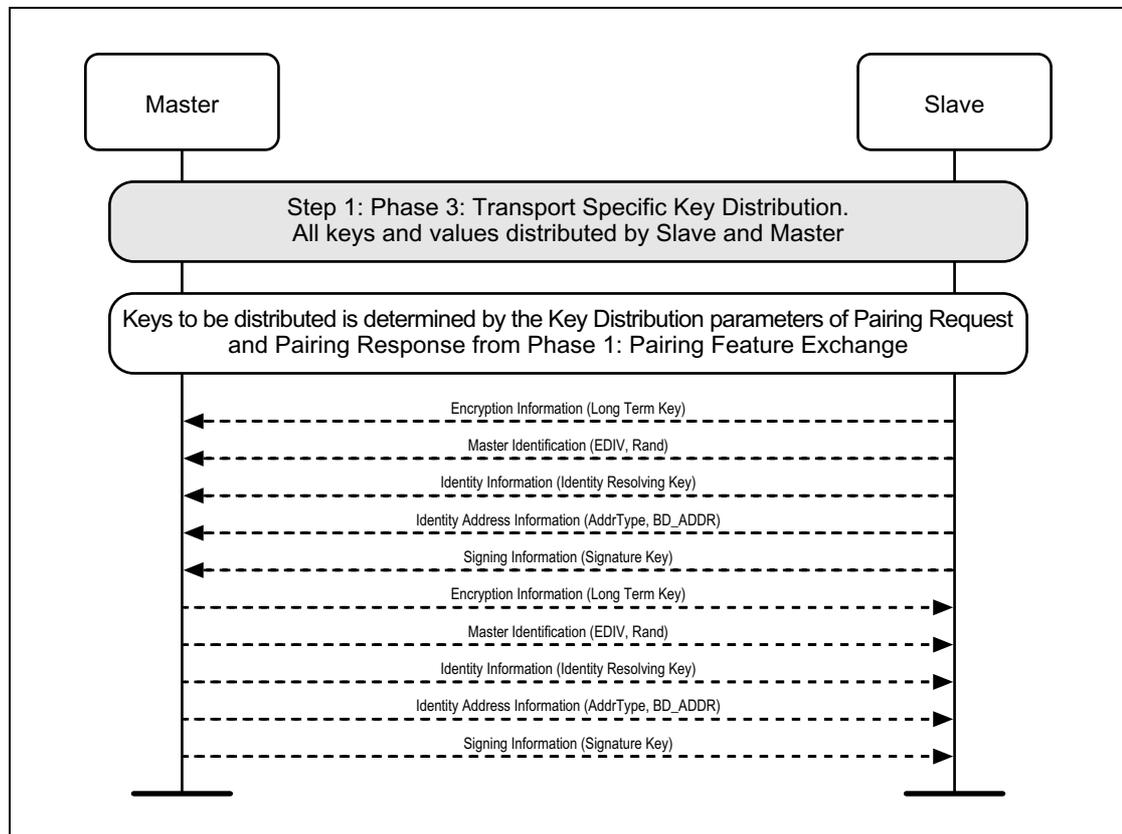 Master
Slave
Step 1: Phase 3: Transport Specific Key Distribution.
All keys and values distributed by Slave and Master
Keys to be distributed is determined by the Key Distribution parameters of Pairing Request
and Pairing Response from Phase 1: Pairing Feature Exchange
Encryption Information (Long Term Key)
Master Identification (EDIV, Rand)
Identity Information (Identity Resolving Key)
Identity Address Information (AddrType, BD_ADDR)
Signing Information (Signature Key)
Encryption Information (Long Term Key)
Master Identification (EDIV, Rand)
Identity Information (Identity Resolving Key)
Identity Address Information (AddrType, BD_ADDR)
Signing Information (Signature Key)